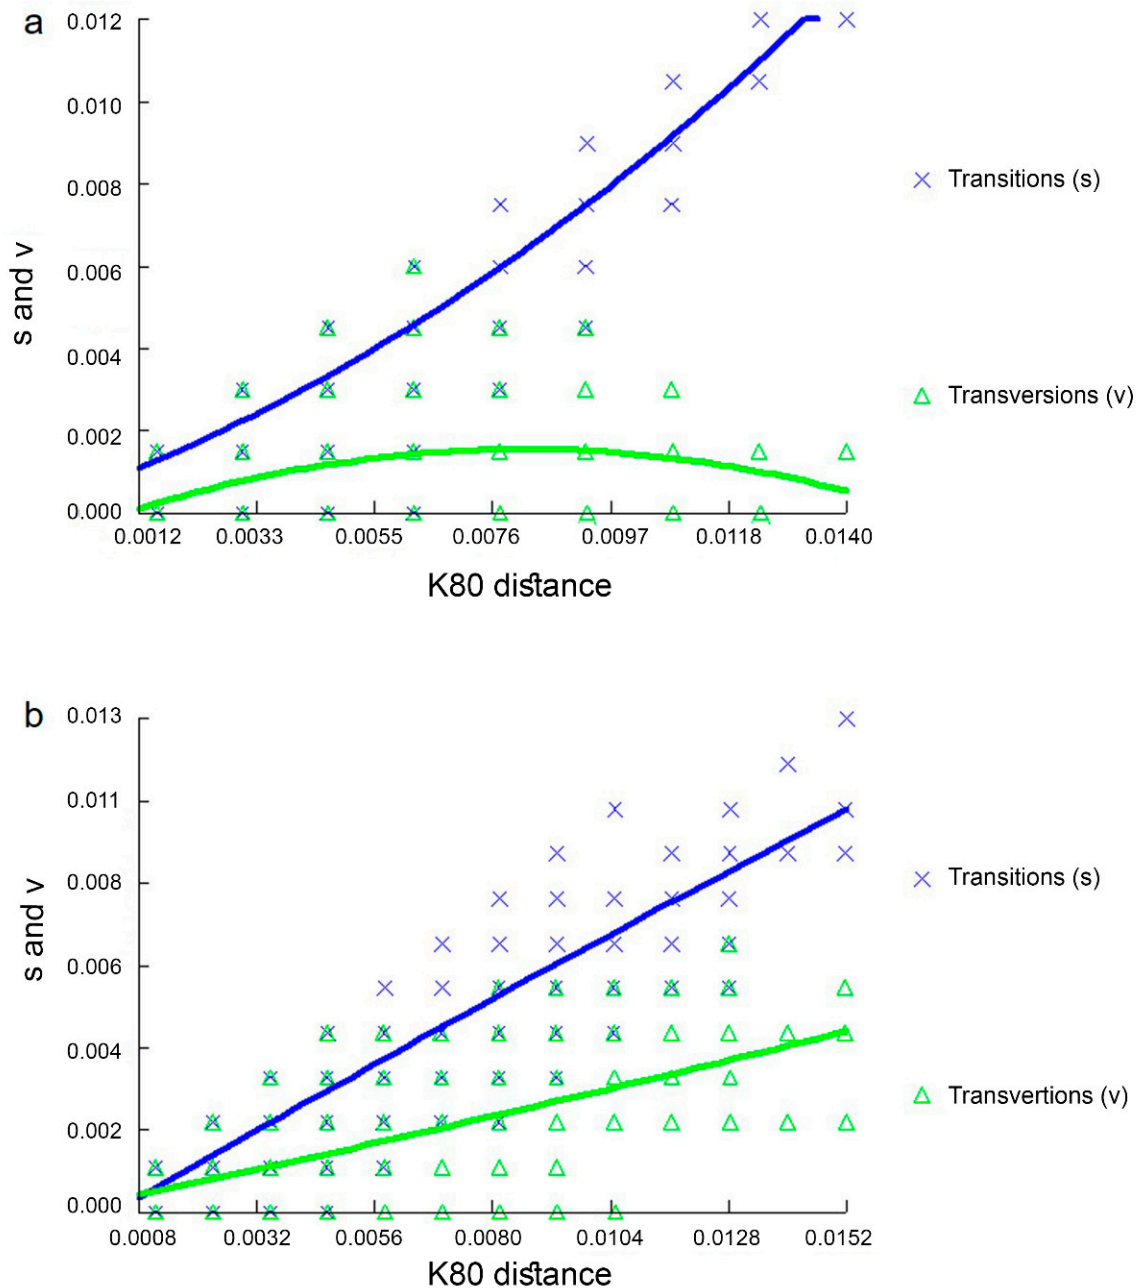 a
0.012
0.010
0.008
0.006
0.004
0.002
0.000
s and v
0.0012 0.0033 0.0055 0.0076 0.0097 0.0118 0.0140
K80 distance
Transitions (s)
Transversions (v)
b
0.013
0.011
0.008
0.006
0.004
0.002
0.000
s and v
0.0008 0.0032 0.0056 0.0080 0.0104 0.0128 0.0152
K80 distance
Transitions (s)
Transvertions (v)